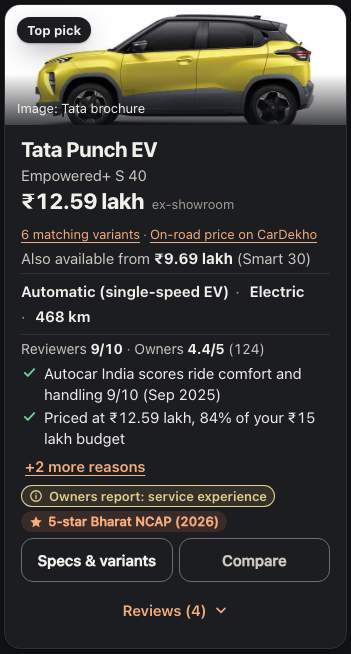 Top pick
Image: Tata brochure
Tata Punch EV
Empowered+ S 40
₹12.59 lakh ex-showroom
6 matching variants · On-road price on CarDekho
Also available from ₹9.69 lakh (Smart 30)
Automatic (single-speed EV) · Electric
· 468 km
Reviewers 9/10 · Owners 4.4/5 (124)
Autocar India scores ride comfort and
handling 9/10 (Sep 2025)
Priced at ₹12.59 lakh, 84% of your ₹15
lakh budget
+2 more reasons
Owners report: service experience
5-star Bharat NCAP (2026)
Specs & variants
Compare
Reviews (4)